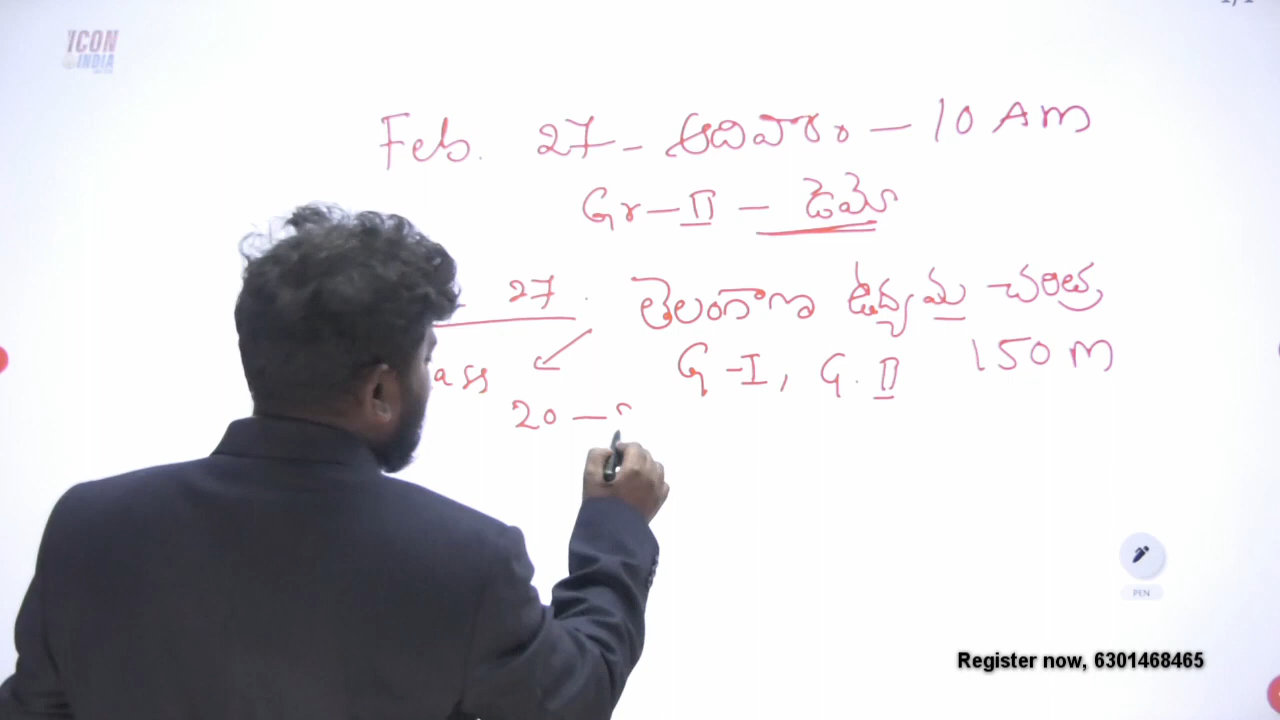 ICON
INDIA
Feb. 27 - ఆదివారం - 10 AM
Gr-II - డెమో
27. తెలంగాణ ఉద్యమ చరిత్ర
ass G-I, G.II 150 M
20 -
PEN
Register now, 6301468465